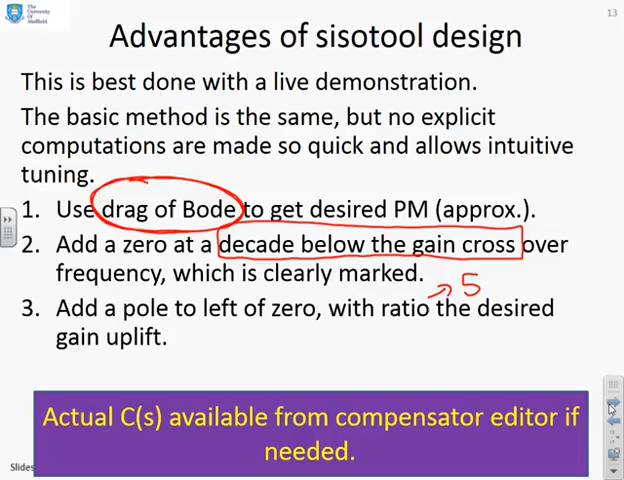 The
University
Of
Sheffield.
13
Advantages of sisotool design
This is best done with a live demonstration.
The basic method is the same, but no explicit
computations are made so quick and allows intuitive
tuning.
1. Use drag of Bode to get desired PM (approx.).
2. Add a zero at a decade below the gain cross over
frequency, which is clearly marked.
5
3. Add a pole to left of zero, with ratio the desired
gain uplift.
Actual C(s) available from compensator editor if
needed.
Slides